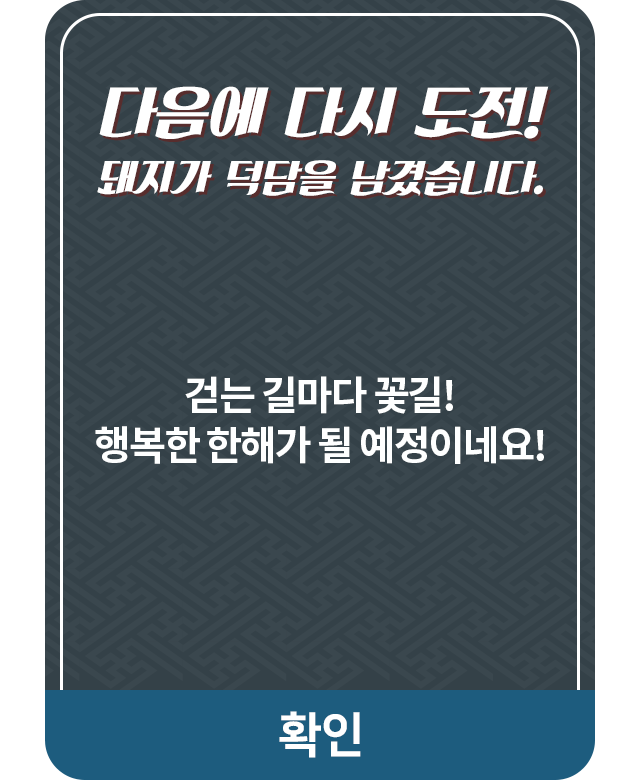 다음에 다시 도전!
돼지가 덕담을 남겼습니다.
걷는 길마다 꽃길!
행복한 한해가 될 예정이네요!
확인